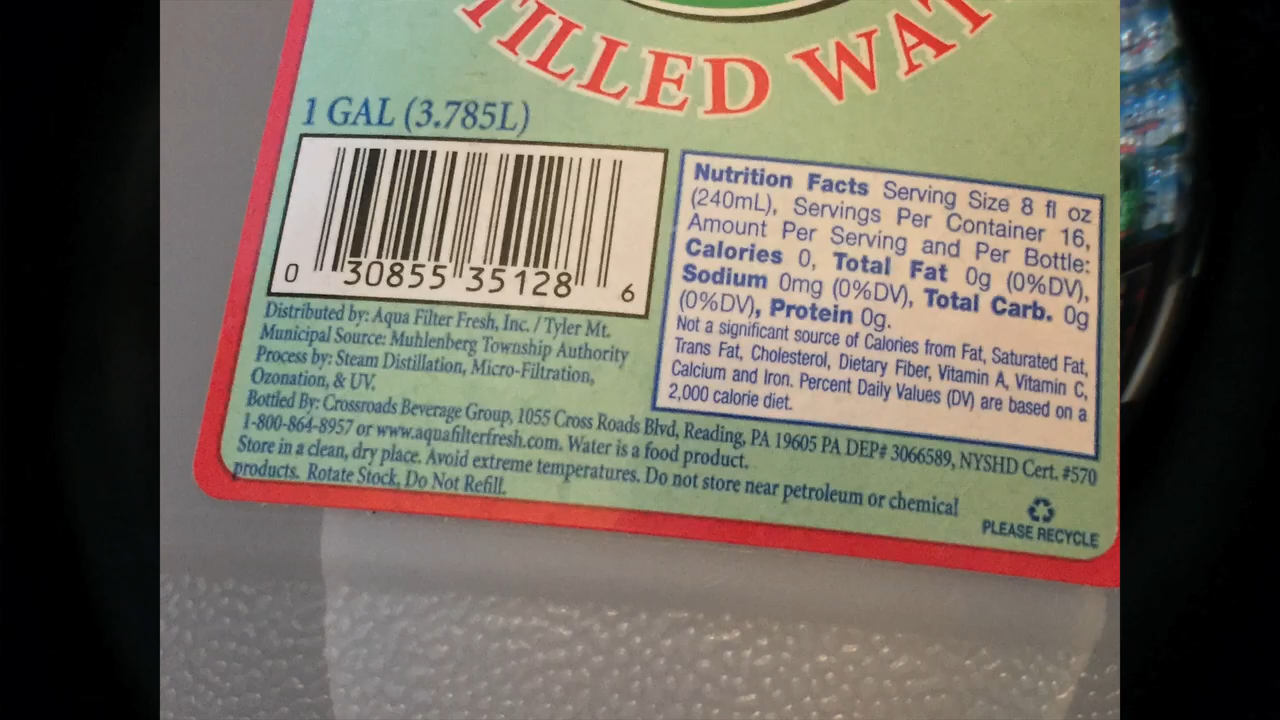 TILLED WAT
1 GAL (3.785L)
0 30855 35128 6
Nutrition Facts Serving Size 8 fl oz
(240mL), Servings Per Container 16,
Amount Per Serving and Per Bottle:
Calories 0, Total Fat 0g (0%DV),
Sodium 0mg (0%DV), Total Carb. 0g
(0%DV), Protein 0g.
Not a significant source of Calories from Fat, Saturated Fat,
Trans Fat, Cholesterol, Dietary Fiber, Vitamin A, Vitamin C,
Calcium and Iron. Percent Daily Values (DV) are based on a
2,000 calorie diet.
Distributed by: Aqua Filter Fresh, Inc. / Tyler Mt.
Municipal Source: Muhlenberg Township Authority
Process by: Steam Distillation, Micro-Filtration,
Ozonation, & UV.
Bottled By: Crossroads Beverage Group, 1055 Cross Roads Blvd, Reading, PA 19605 PA DEP# 3066589, NYSHD Cert. #570
1-800-864-8957 or www.aquafilterfresh.com. Water is a food product.
Store in a clean, dry place. Avoid extreme temperatures. Do not store near petroleum or chemical
products. Rotate Stock, Do Not Refill.
PLEASE RECYCLE